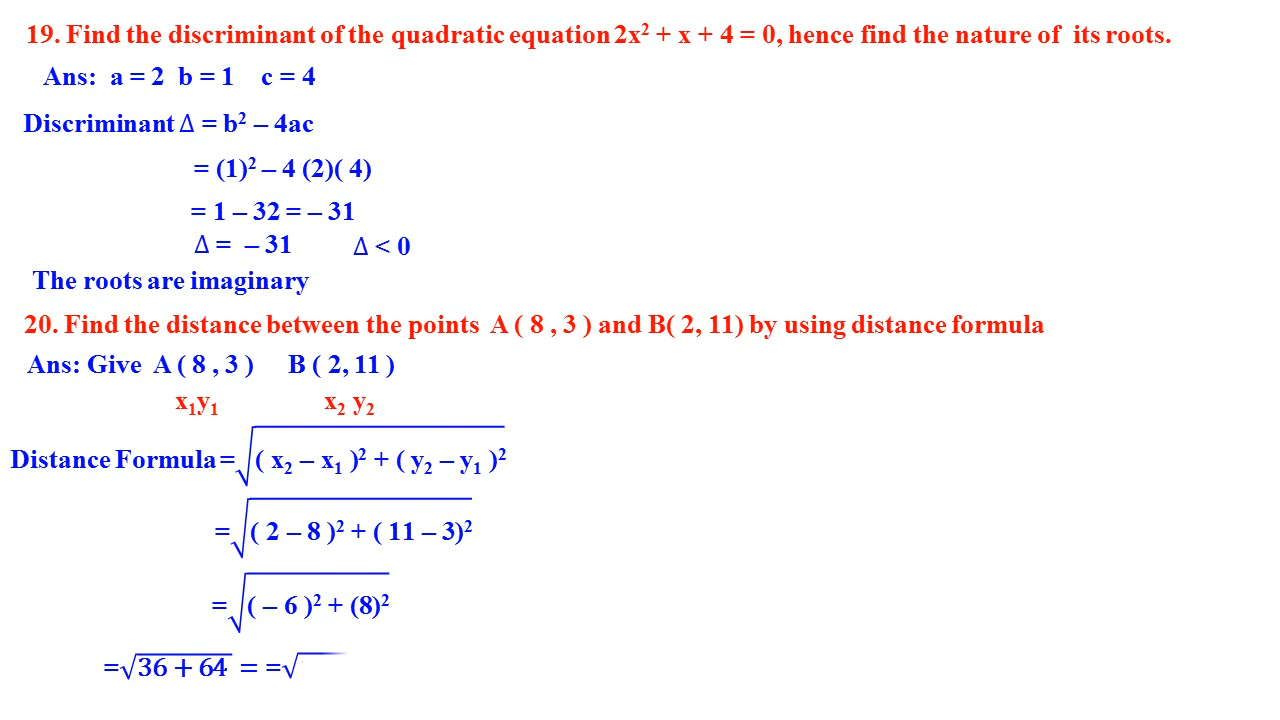 19. Find the discriminant of the quadratic equation 2x² + x + 4 = 0, hence find the nature of its roots.
Ans: a = 2 b = 1 c = 4
Discriminant Δ = b² – 4ac
= (1)² – 4 (2)( 4)
= 1 – 32 = – 31
Δ = – 31 Δ < 0
The roots are imaginary
20. Find the distance between the points A ( 8 , 3 ) and B( 2, 11) by using distance formula
Ans: Give A ( 8 , 3 ) B ( 2, 11 )
x₁y₁ x₂ y₂
Distance Formula = √( x₂ – x₁ )² + ( y₂ – y₁ )²
= √( 2 – 8 )² + ( 11 – 3)²
= √( – 6 )² + (8)²
=√36 + 64 = =√